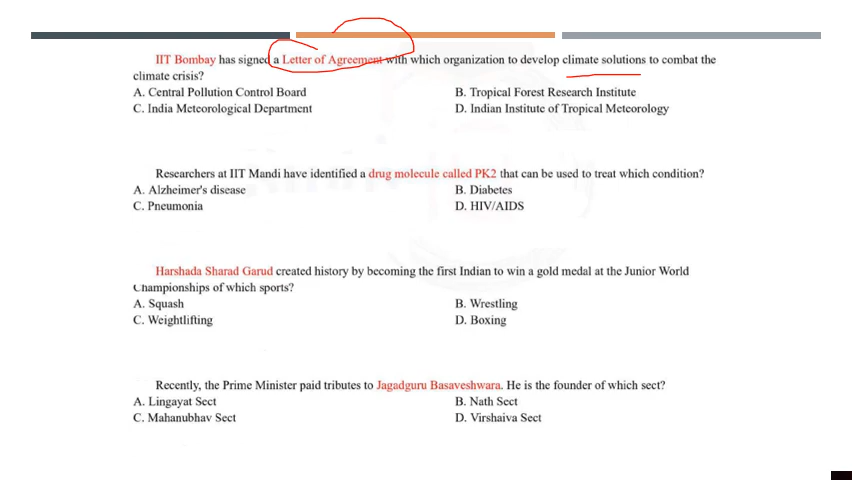 IIT Bombay has signed a Letter of Agreement with which organization to develop climate solutions to combat the
climate crisis?
A. Central Pollution Control Board
B. Tropical Forest Research Institute
C. India Meteorological Department
D. Indian Institute of Tropical Meteorology
Researchers at IIT Mandi have identified a drug molecule called PK2 that can be used to treat which condition?
A. Alzheimer's disease
B. Diabetes
C. Pneumonia
D. HIV/AIDS
Harshada Sharad Garud created history by becoming the first Indian to win a gold medal at the Junior World
Championships of which sports?
A. Squash
B. Wrestling
C. Weightlifting
D. Boxing
Recently, the Prime Minister paid tributes to Jagadguru Basaveshwara. He is the founder of which sect?
A. Lingayat Sect
B. Nath Sect
C. Mahanubhav Sect
D. Virshaiva Sect